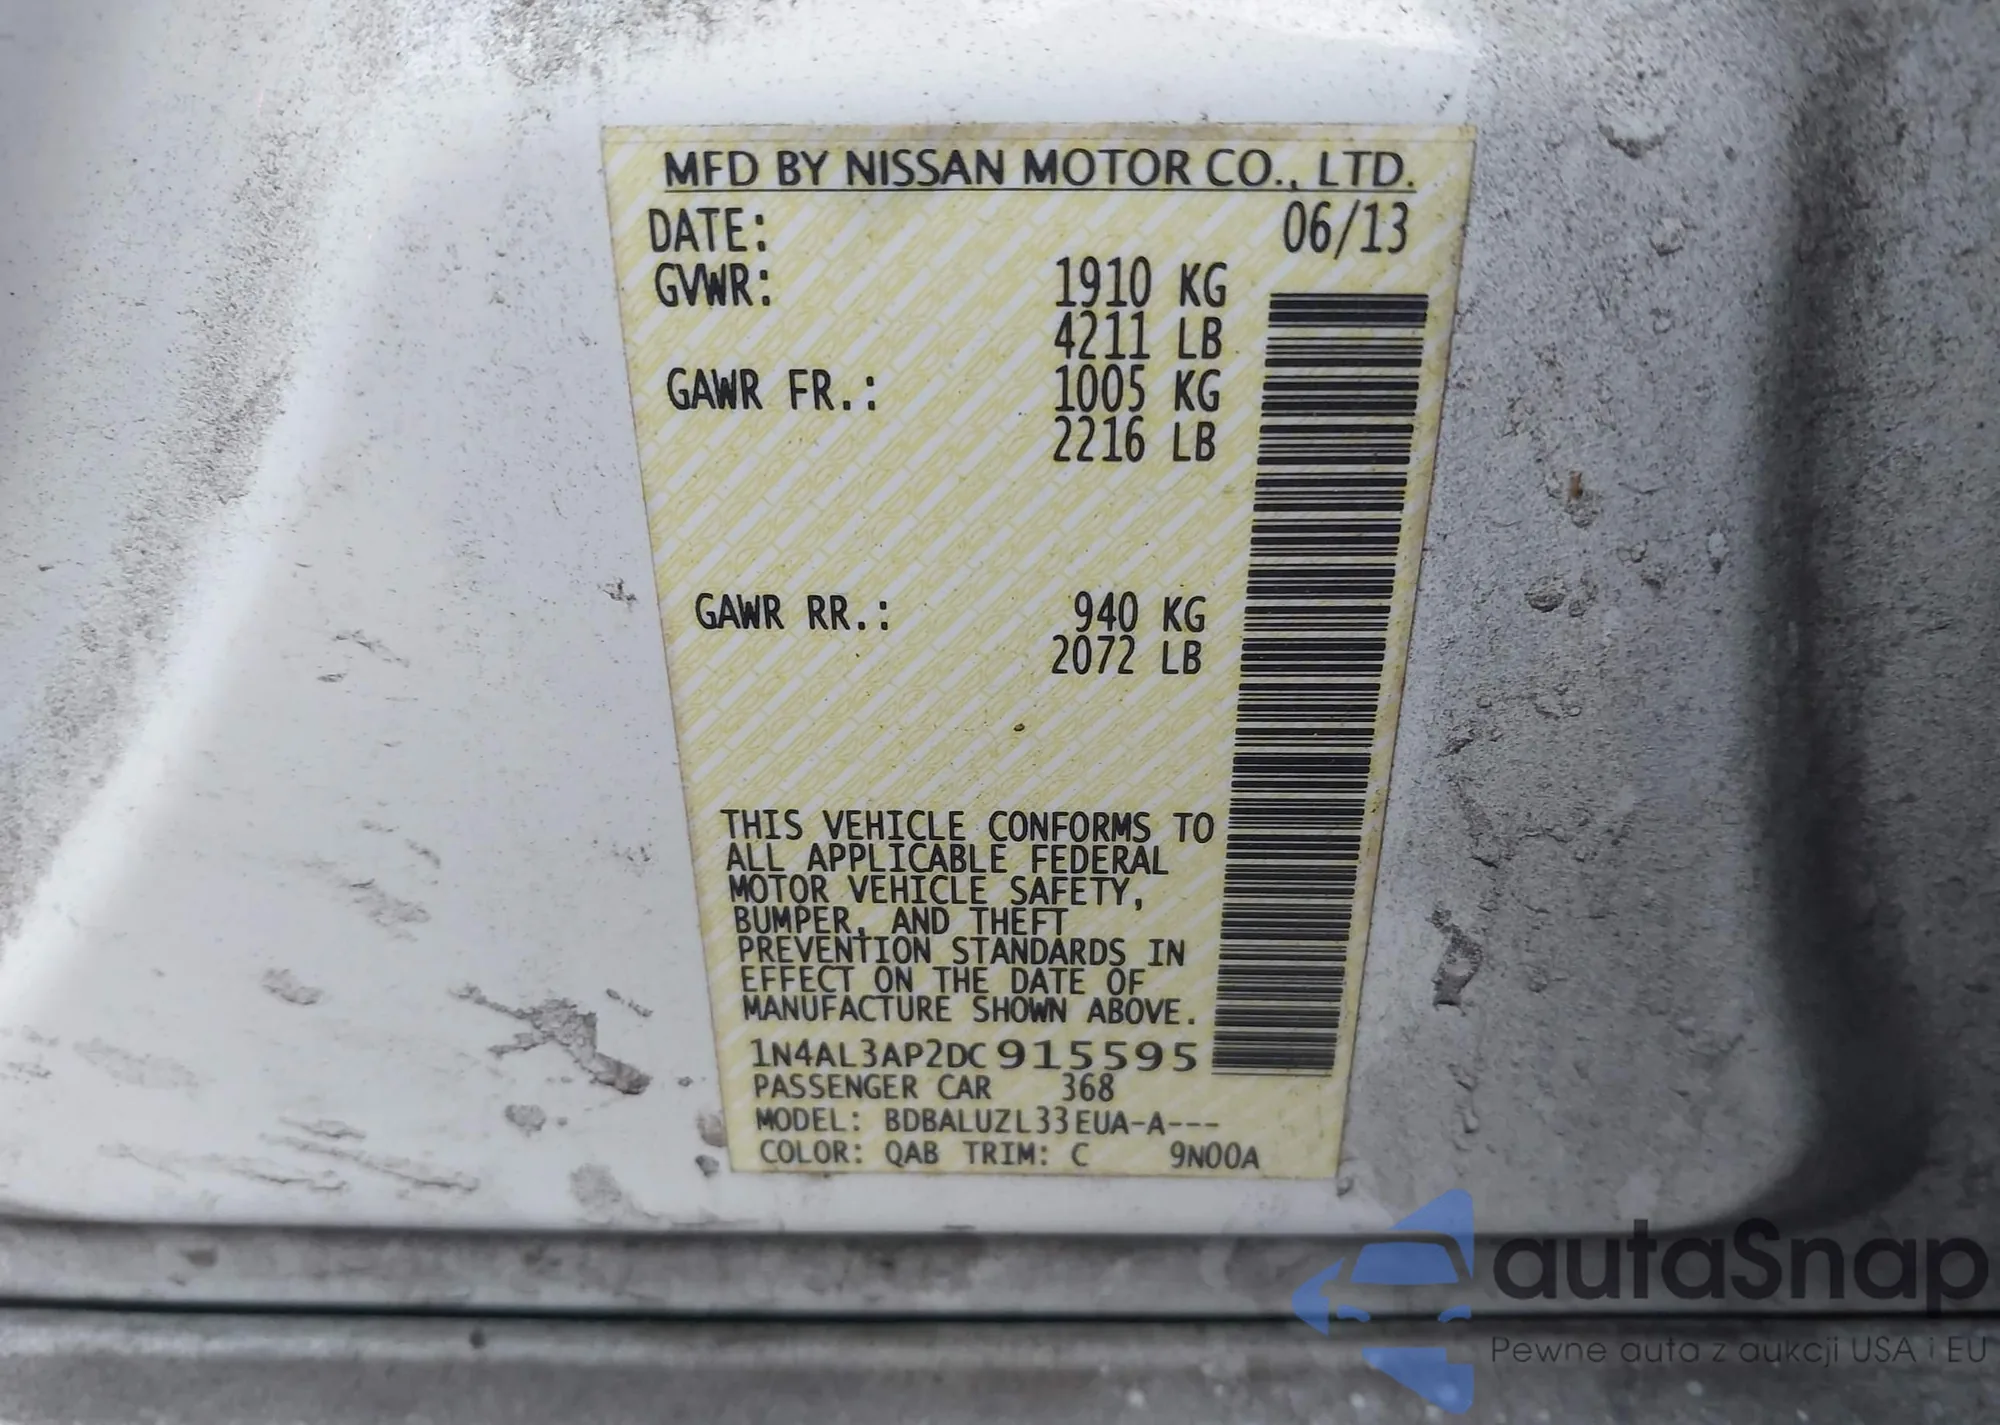 MFD BY NISSAN MOTOR CO., LTD.
DATE: 06/13
GVWR: 1910 KG
4211 LB
GAWR FR.: 1005 KG
2216 LB
GAWR RR.: 940 KG
2072 LB
THIS VEHICLE CONFORMS TO
ALL APPLICABLE FEDERAL
MOTOR VEHICLE SAFETY,
BUMPER, AND THEFT
PREVENTION STANDARDS IN
EFFECT ON THE DATE OF
MANUFACTURE SHOWN ABOVE.
1N4AL3AP2DC915595
PASSENGER CAR 368
MODEL: BDBALUZL33EUA-A---
COLOR: QAB TRIM: C 9N00A
autaSnap
Pewne auta z aukcji USA i EU